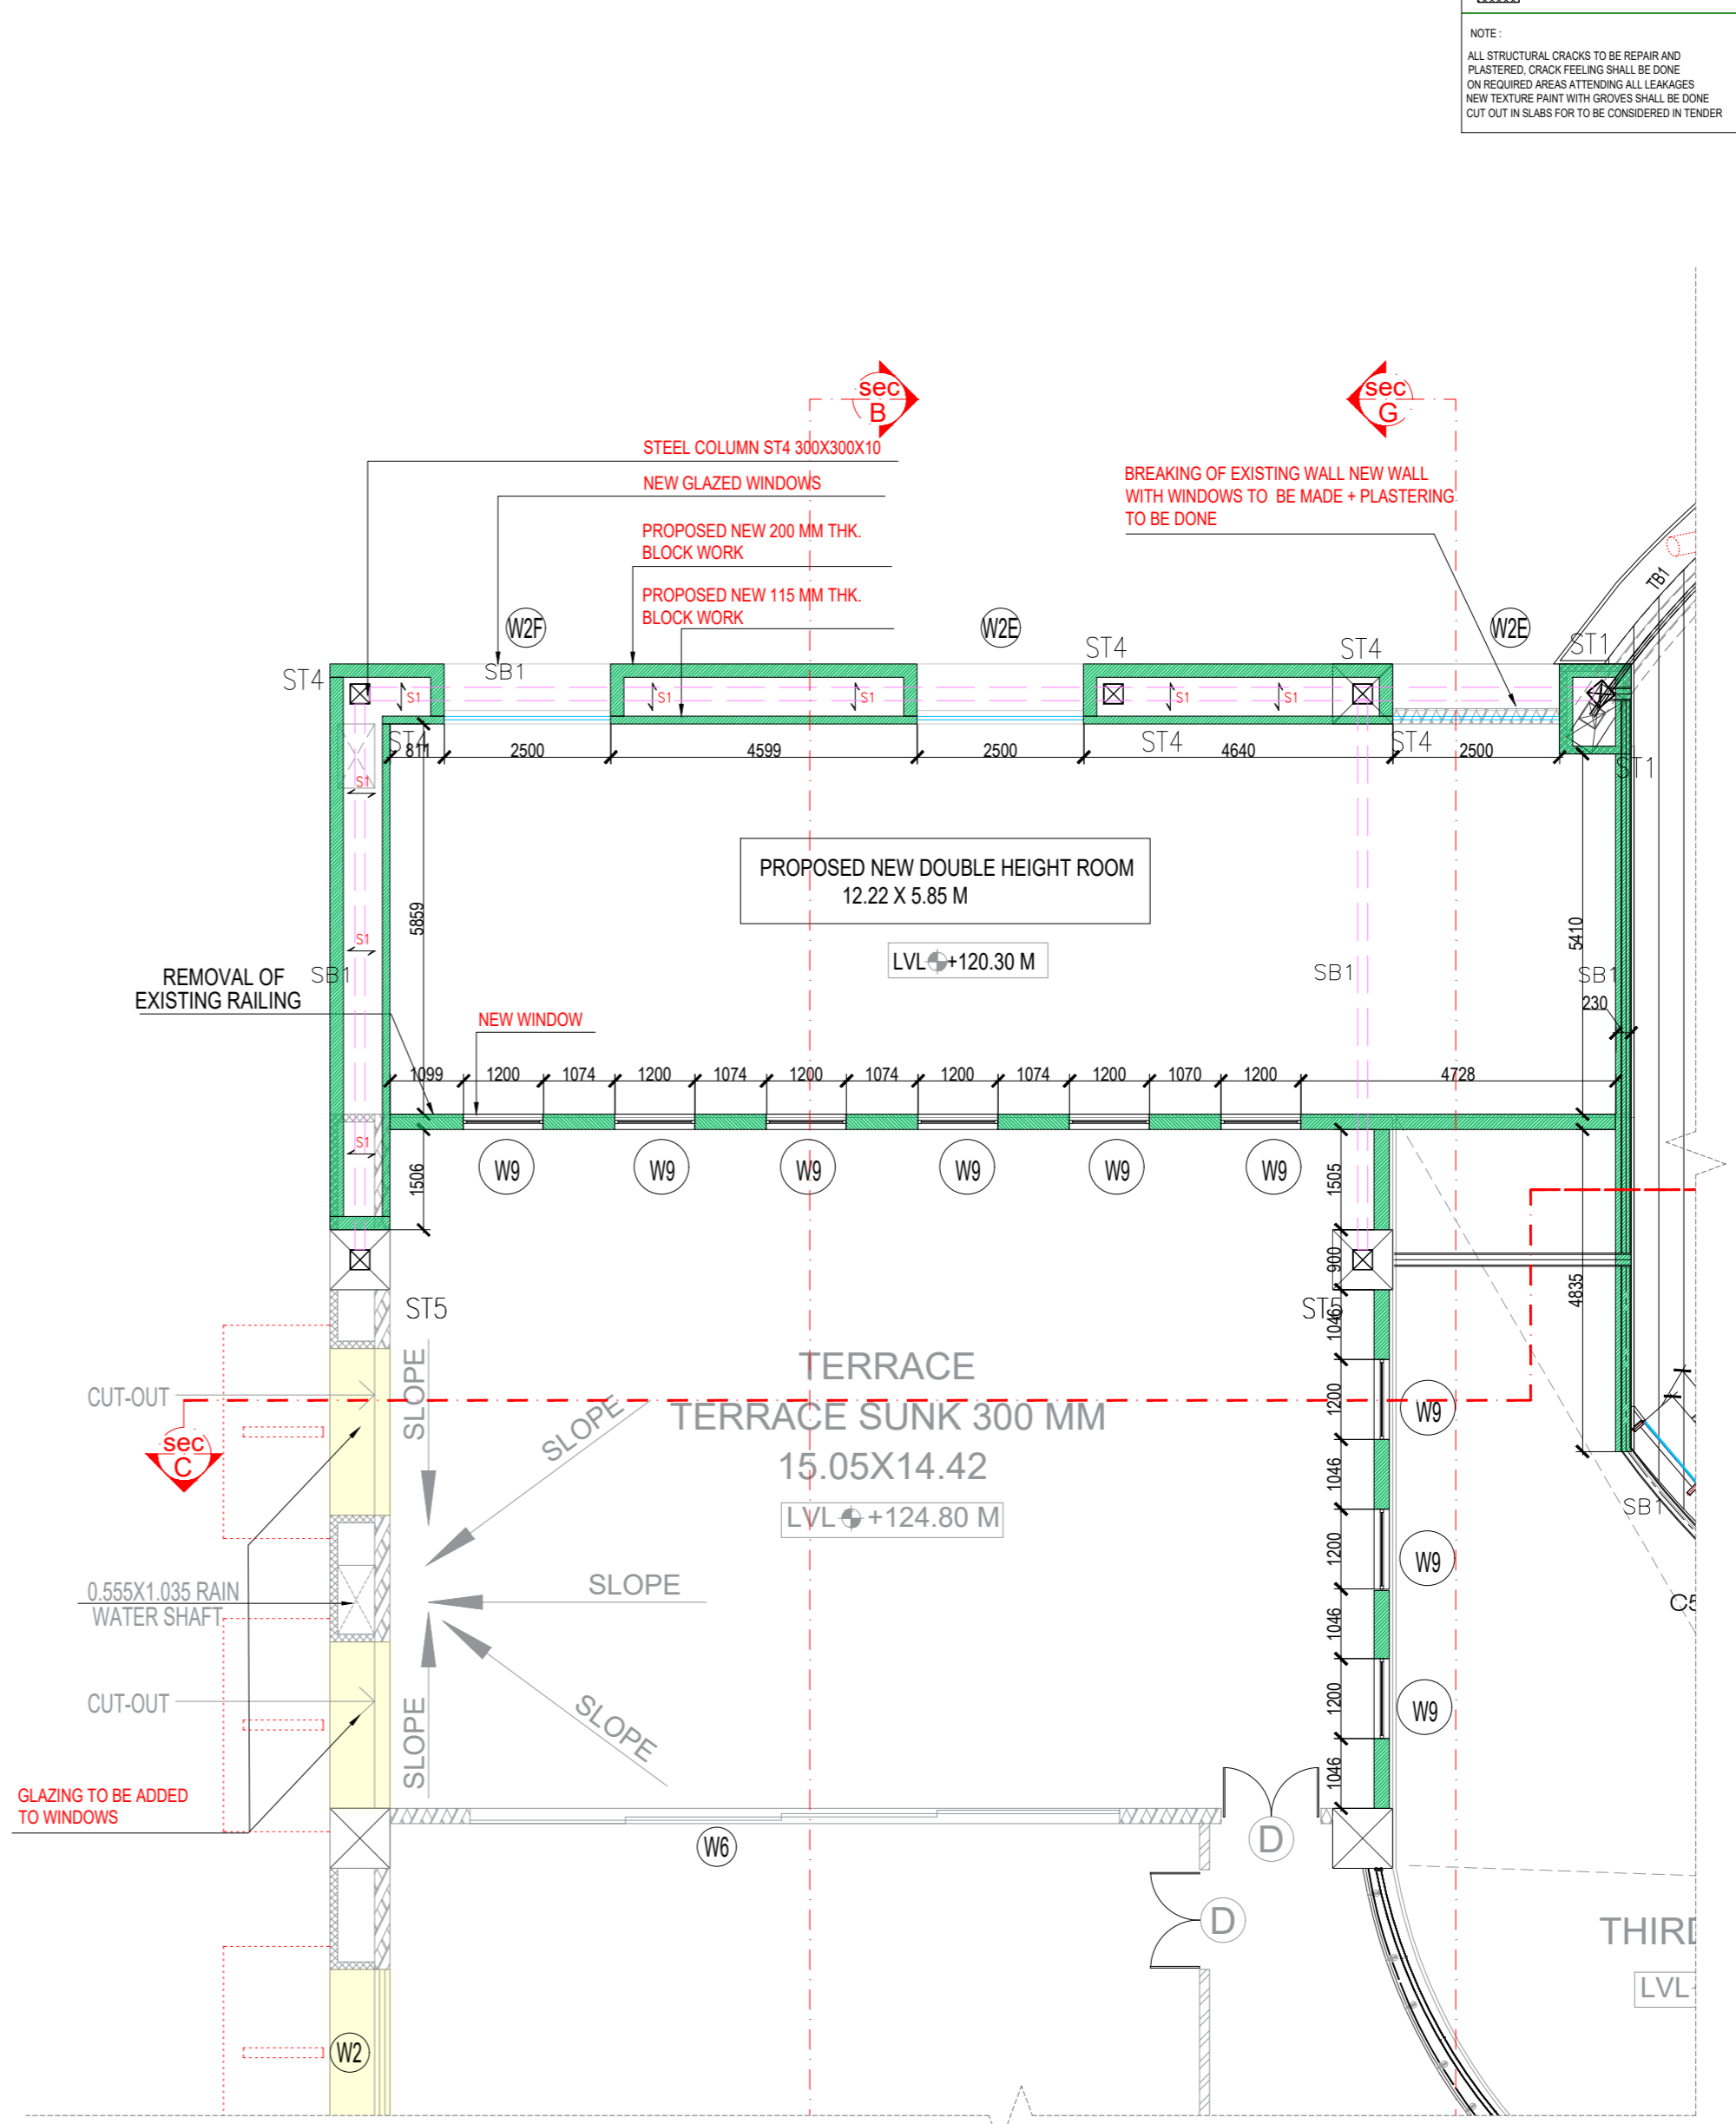 NOTE :
ALL STRUCTURAL CRACKS TO BE REPAIR AND
PLASTERED, CRACK FEELING SHALL BE DONE
ON REQUIRED AREAS ATTENDING ALL LEAKAGES
NEW TEXTURE PAINT WITH GROVES SHALL BE DONE
CUT OUT IN SLABS FOR TO BE CONSIDERED IN TENDER
sec
B
sec
G
STEEL COLUMN ST4 300X300X10
NEW GLAZED WINDOWS
PROPOSED NEW 200 MM THK.
BLOCK WORK
PROPOSED NEW 115 MM THK.
BLOCK WORK
BREAKING OF EXISTING WALL NEW WALL
WITH WINDOWS TO BE MADE + PLASTERING
TO BE DONE
TB1
W2F
W2E
W2E
ST4
SB1
ST4
ST4
ST1
S1
S1
S1
S1
S1
ST4
ST4
ST4
ST1
811
2500
4599
2500
4640
2500
S1
PROPOSED NEW DOUBLE HEIGHT ROOM
12.22 X 5.85 M
LVL +120.30 M
5859
5410
S1
SB1
SB1
SB1
230
REMOVAL OF
EXISTING RAILING
NEW WINDOW
1099
1200
1074
1200
1074
1200
1074
1200
1074
1200
1070
1200
4728
S1
1506
1505
W9
W9
W9
W9
W9
W9
900
4835
ST5
ST5
1046
TERRACE
TERRACE SUNK 300 MM
15.05X14.42
LVL +124.80 M
CUT-OUT
SLOPE
SLOPE
sec
C
1200
W9
1046
SB1
1200
W9
0.555X1.035 RAIN
WATER SHAFT
SLOPE
1046
C5
CUT-OUT
SLOPE
SLOPE
1200
W9
1046
GLAZING TO BE ADDED
TO WINDOWS
W6
D
D
THIRD
LVL
W2